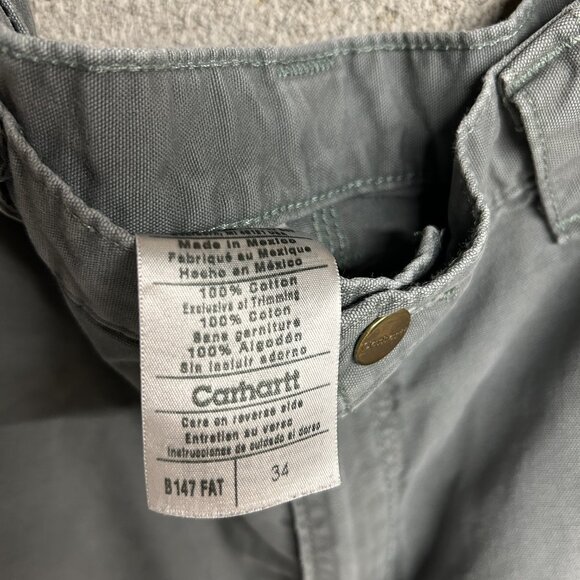 Made in Mexico
Fabriqué au Mexique
Hecho en México
100% Cotton
Exclusive of Trimming
100% Coton
Sans garniture
100% Algodón
Sin incluir adorno
Carhartt
Care on reverse side
Entretien au verso
Instrucciones de cuidado al dorso
B147 FAT 34
Carhartt